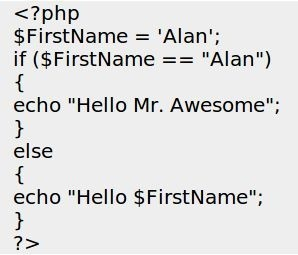 <?php
$FirstName = 'Alan';
if ($FirstName == "Alan")
{
echo "Hello Mr. Awesome";
}
else
{
echo "Hello $FirstName";
}
?>